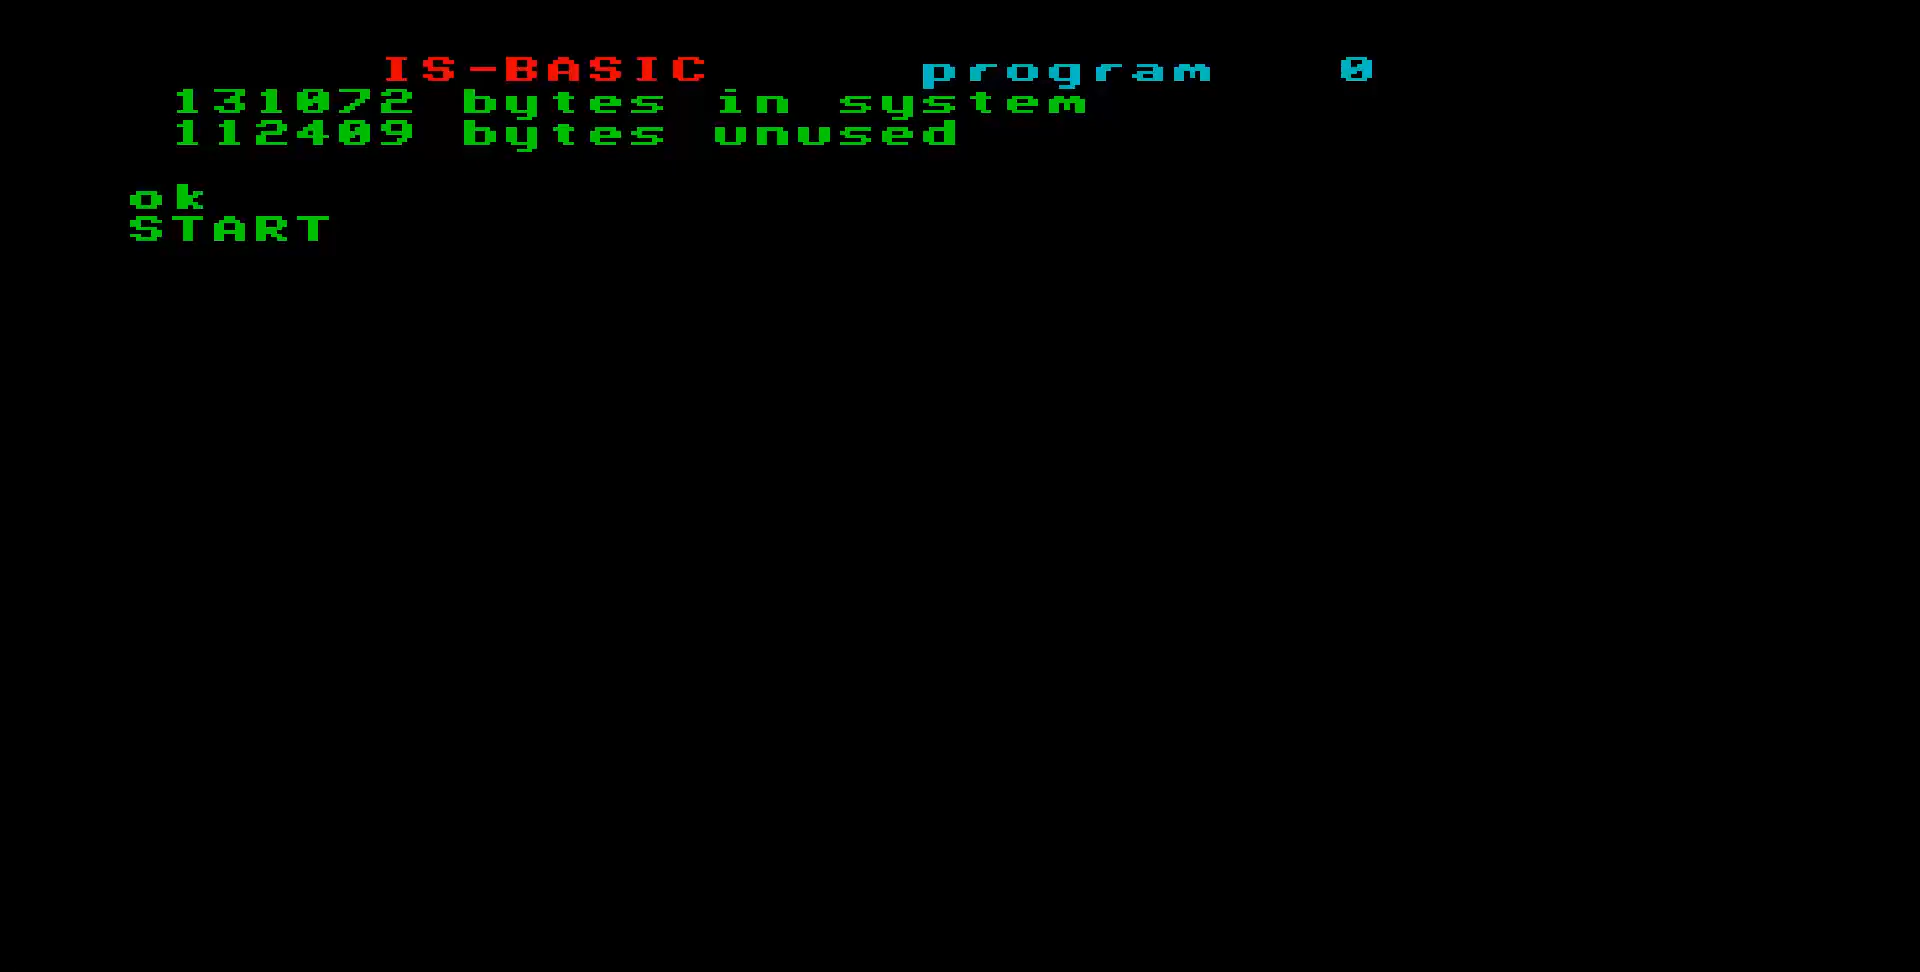 IS-BASIC program 0
131072 bytes in system
112409 bytes unused
ok
START